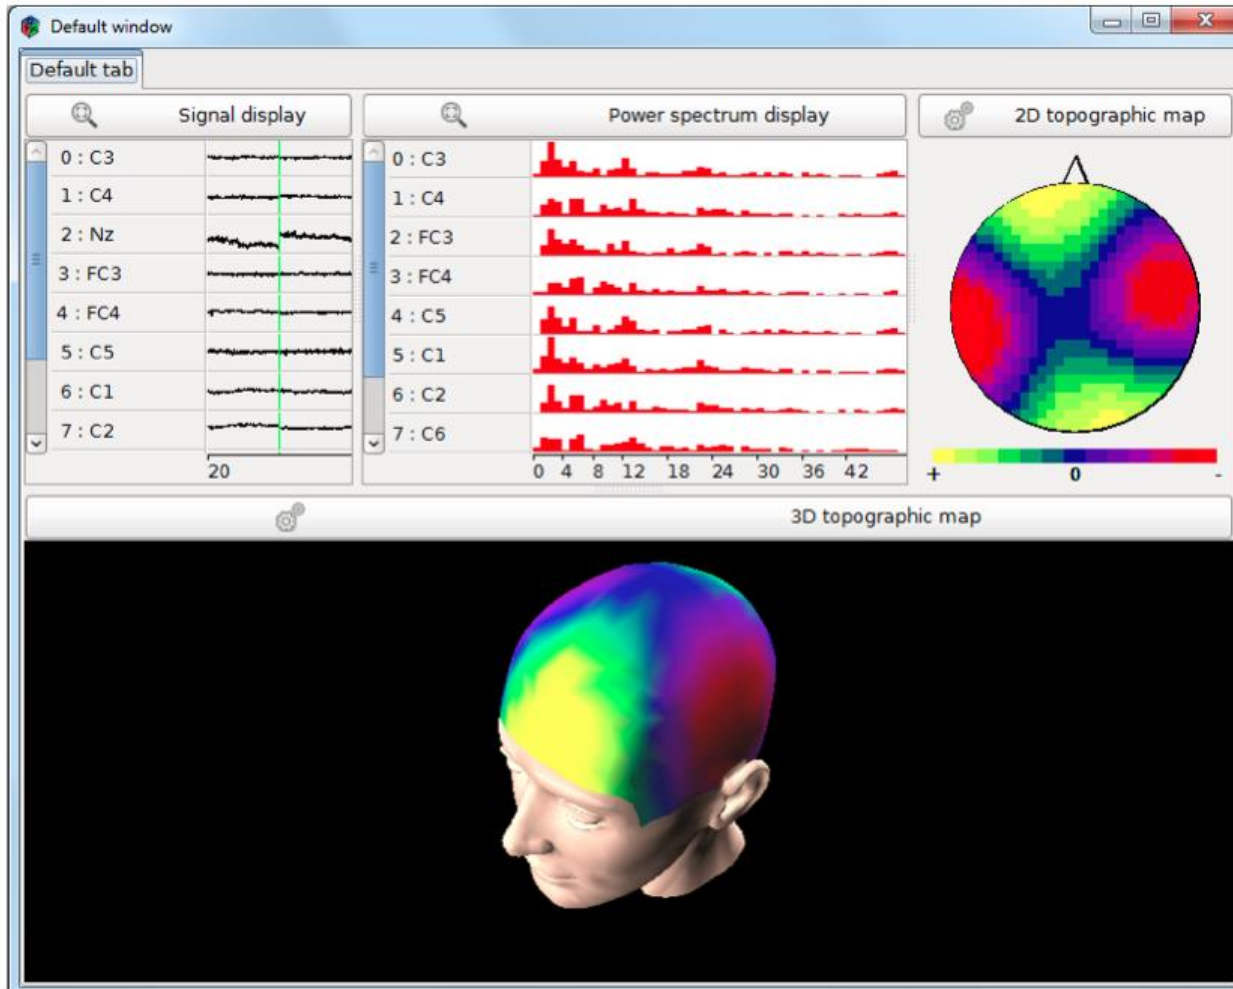 Default window
Default tab
Signal display
0 : C3
1 : C4
2 : Nz
3 : FC3
4 : FC4
5 : C5
6 : C1
7 : C2
20
Power spectrum display
0 : C3
1 : C4
2 : FC3
3 : FC4
4 : C5
5 : C1
6 : C2
7 : C6
0 4 8 12 18 24 30 36 42
2D topographic map
+ 0 -
3D topographic map